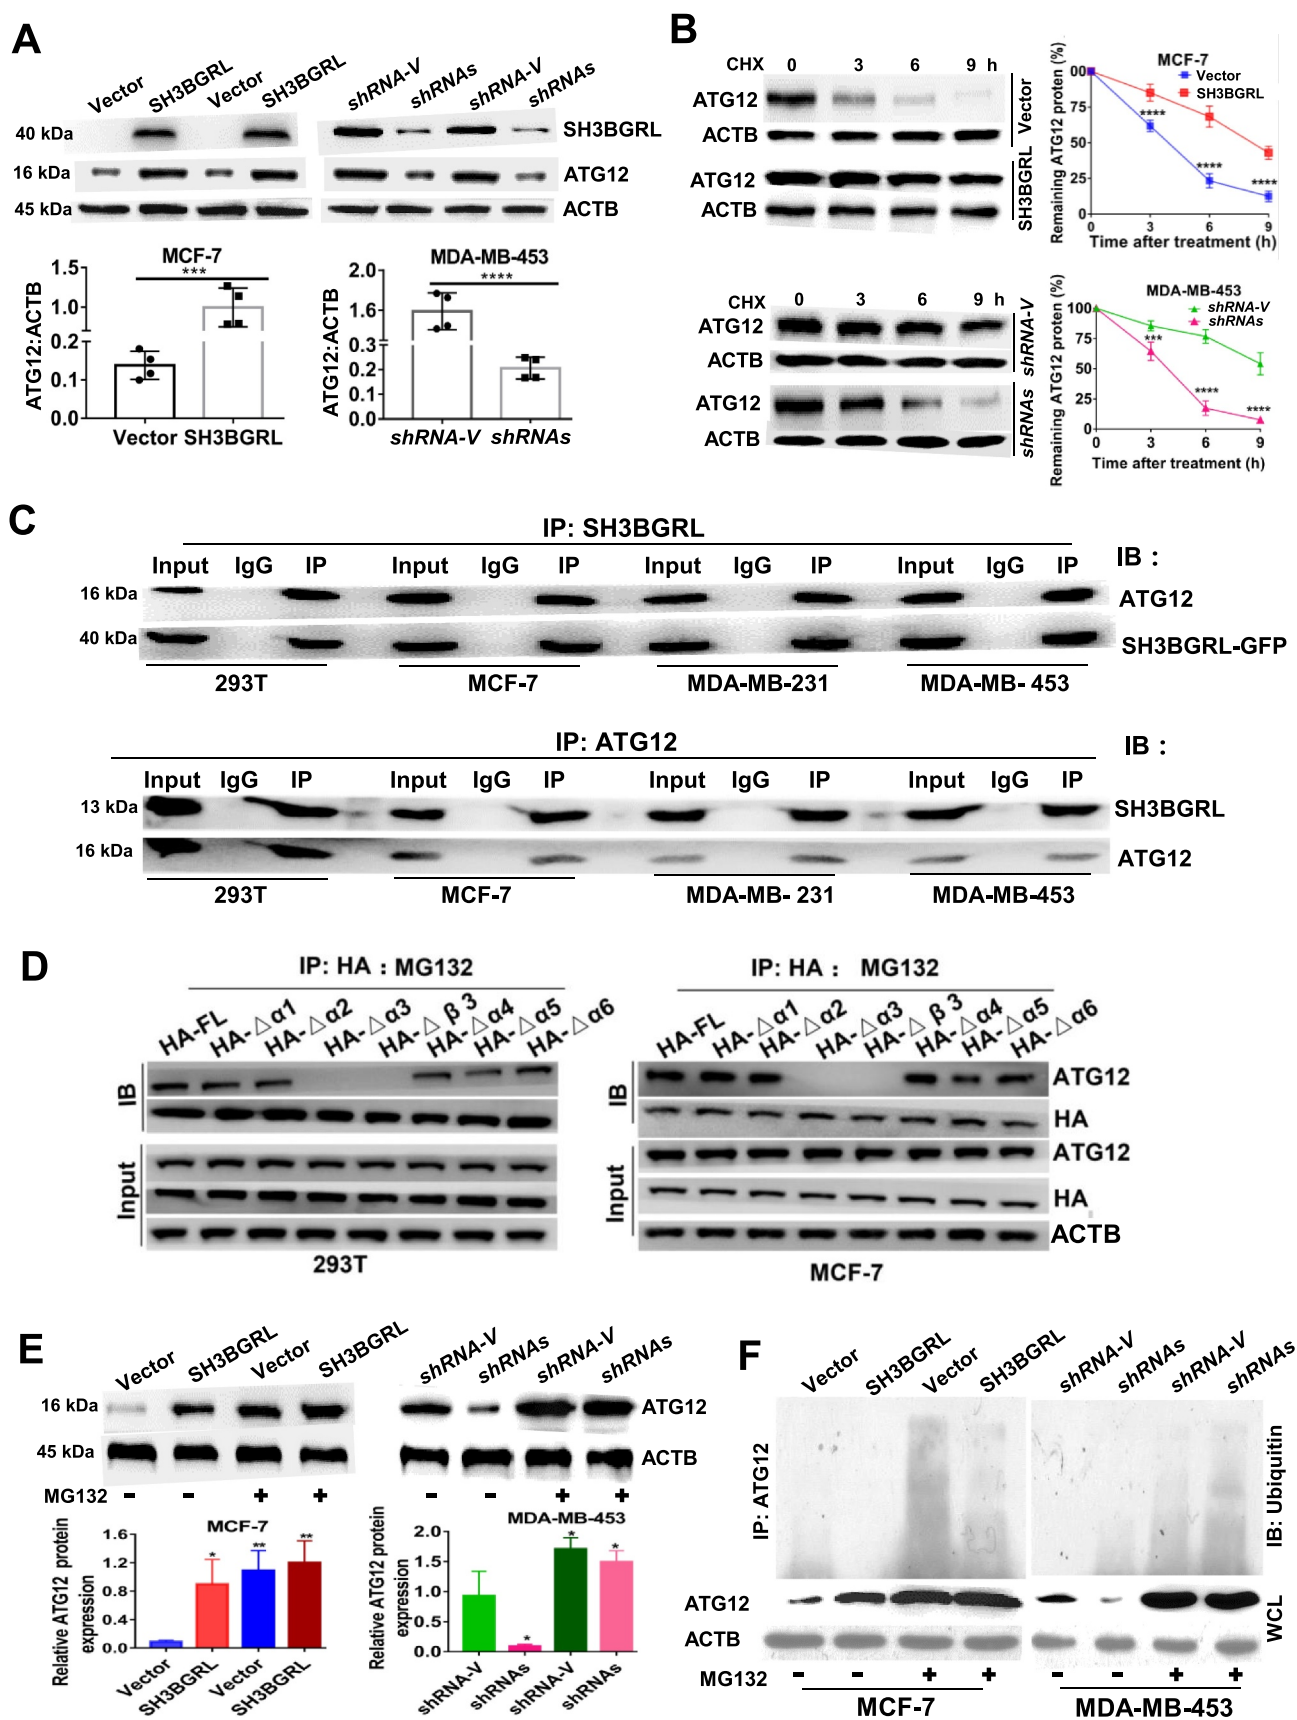 A
Vector SH3BGRL Vector SH3BGRL shRNA-V shRNAs shRNA-V shRNAs
40 kDa SH3BGRL
16 kDa ATG12
45 kDa ACTB
MCF-7
***
ATG12:ACTB
1.5
1.0
0.2
0.1
0.0
Vector SH3BGRL
MDA-MB-453
****
ATG12:ACTB
2.0
1.6
0.3
0.2
0.1
0.0
shRNA-V shRNAs
B
CHX 0 3 6 9 h
ATG12
ACTB
Vector
ATG12
ACTB
SH3BGRL
MCF-7
Vector
SH3BGRL
Remaining ATG12 proten (%)
00
75
50
25
0
**** **** ****
0 3 6 9
Time after treatment (h)
CHX 0 3 6 9 h
ATG12
ACTB
shRNA-V
ATG12
ACTB
shRNAs
MDA-MB-453
shRNA-V
shRNAs
Remaining ATG12 proten (%)
100
75
50
25
0
*** **** ****
0 3 6 9
Time after treatment (h)
C
IP: SH3BGRL
IB :
Input IgG IP Input IgG IP Input IgG IP Input IgG IP
16 kDa ATG12
40 kDa SH3BGRL-GFP
293T MCF-7 MDA-MB-231 MDA-MB- 453
IP: ATG12
IB :
Input IgG IP Input IgG IP Input IgG IP Input IgG IP
13 kDa SH3BGRL
16 kDa ATG12
293T MCF-7 MDA-MB- 231 MDA-MB-453
D
IP: HA : MG132
HA-FL HA-△α1 HA-△α2 HA-△α3 HA-△β3 HA-△α4 HA-△α5 HA-△α6
IB
Input
293T
IP: HA : MG132
HA-FL HA-△α1 HA-△α2 HA-△α3 HA-△β3 HA-△α4 HA-△α5 HA-△α6
IB
ATG12
HA
Input
ATG12
HA
ACTB
MCF-7
E
Vector SH3BGRL Vector SH3BGRL shRNA-V shRNAs shRNA-V shRNAs
16 kDa ATG12
45 kDa ACTB
MG132 - - + + - - + +
MCF-7
Relative ATG12 protein expression
1.6
1.2
0.8
0.4
0.0
* ** **
Vector SH3BGRL Vector SH3BGRL
MDA-MB-453
Relative ATG12 protein expression
2.0
1.5
1.0
0.5
0.0
* * *
shRNA-V shRNAs shRNA-V shRNAs
F
Vector SH3BGRL Vector SH3BGRL shRNA-V shRNAs shRNA-V shRNAs
IP: ATG12
IB: Ubiquitin
ATG12
ACTB
WCL
MG132 - - + + - - + +
MCF-7 MDA-MB-453